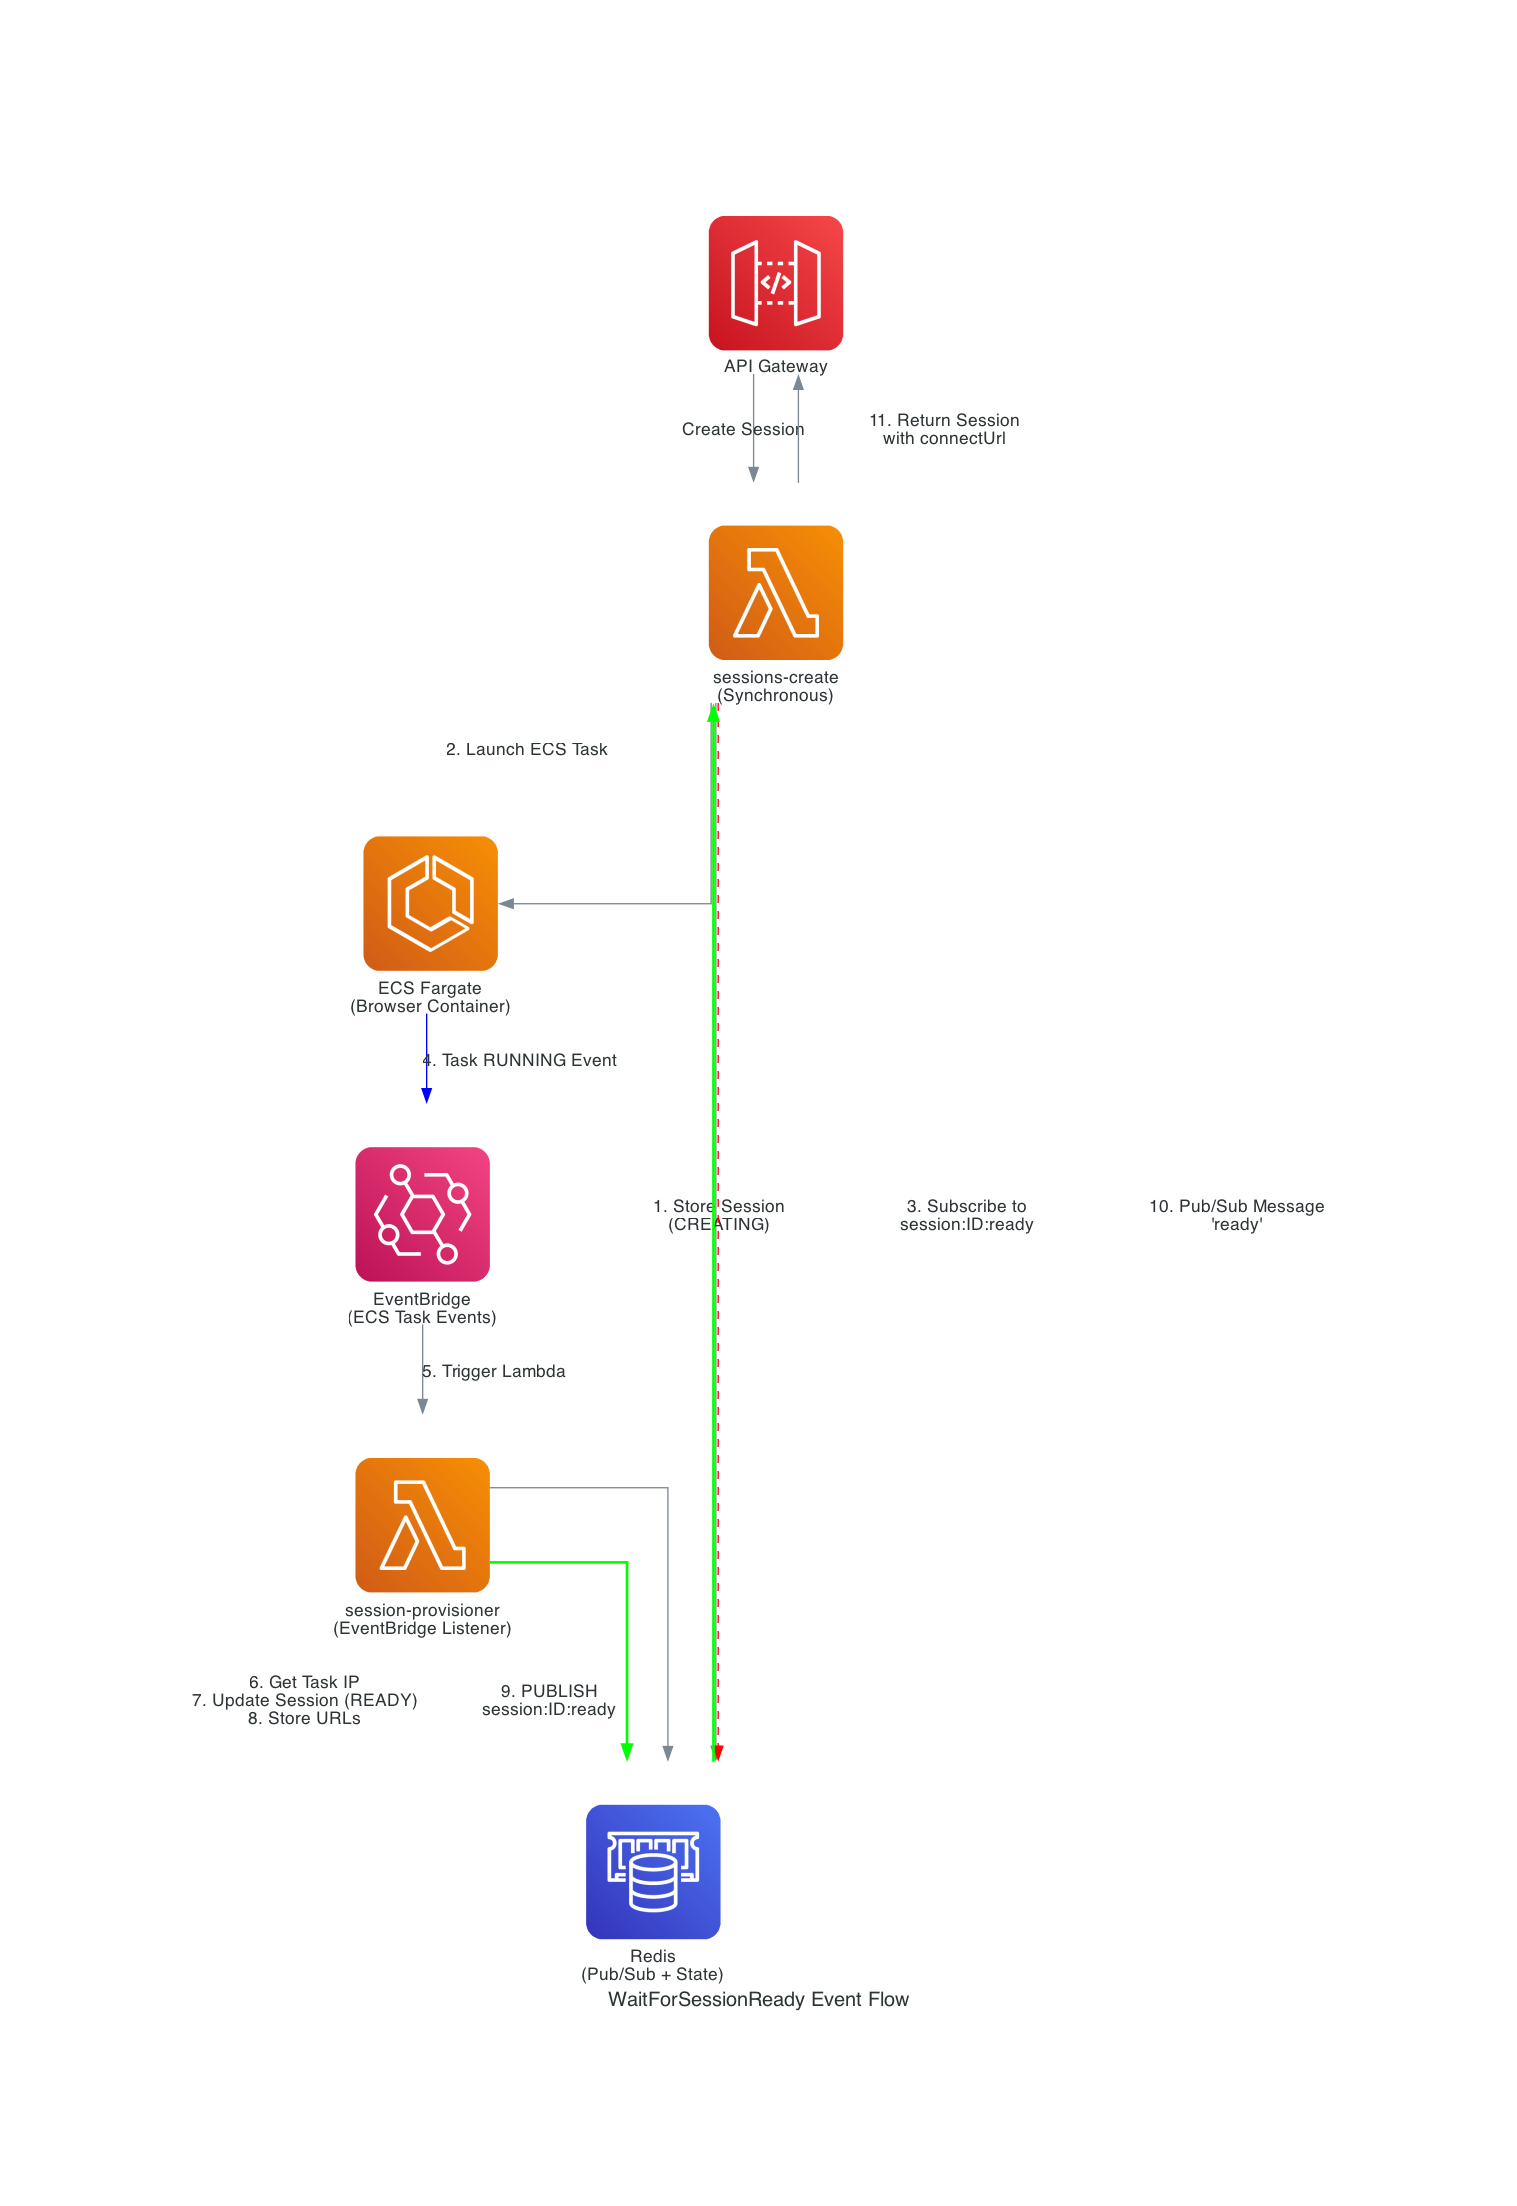 API Gateway
Create Session
11. Return Session
with connectUrl
sessions-create
(Synchronous)
2. Launch ECS Task
ECS Fargate
(Browser Container)
4. Task RUNNING Event
1. Store Session
(CREATING)
3. Subscribe to
session:ID:ready
10. Pub/Sub Message
'ready'
EventBridge
(ECS Task Events)
5. Trigger Lambda
session-provisioner
(EventBridge Listener)
6. Get Task IP
7. Update Session (READY)
8. Store URLs
9. PUBLISH
session:ID:ready
Redis
(Pub/Sub + State)
WaitForSessionReady Event Flow